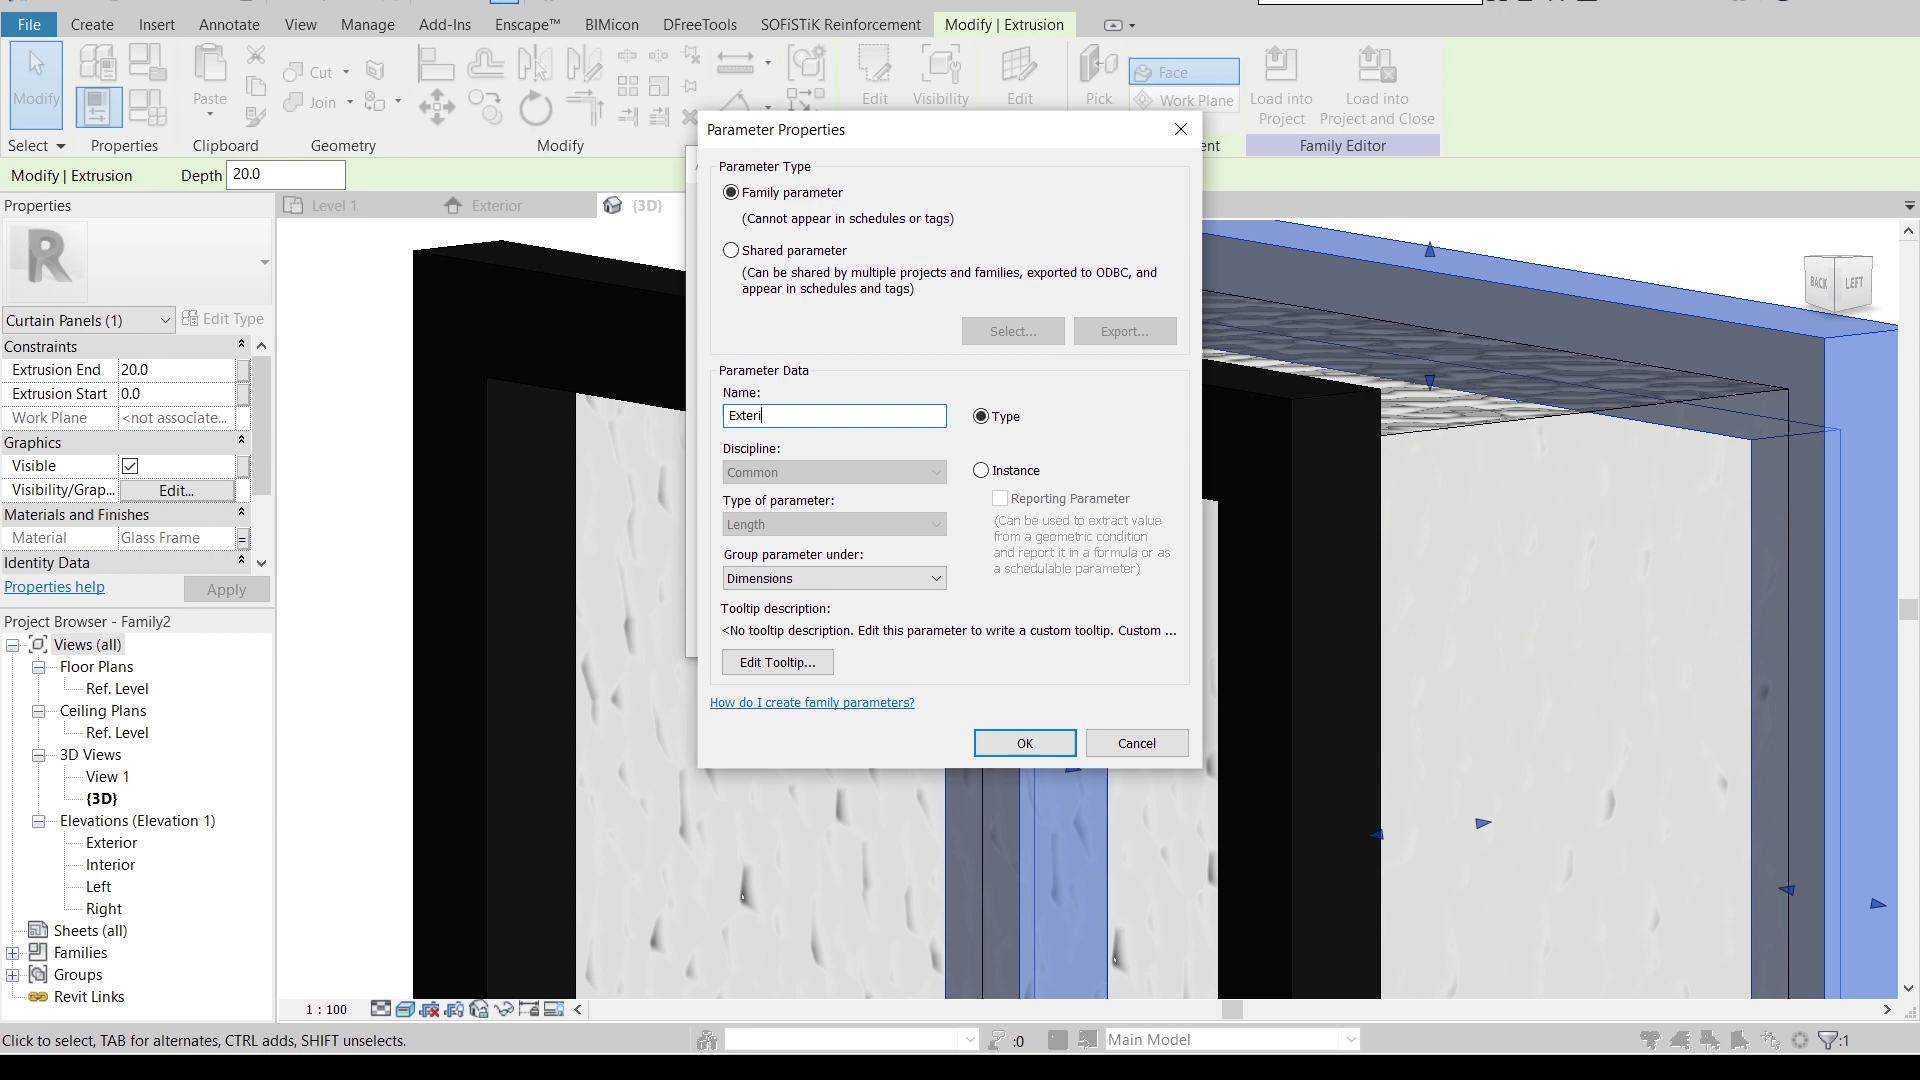 File Create Insert Annotate View Manage Add-Ins Enscape™ BIMicon DFreeTools SOFiSTiK Reinforcement Modify | Extrusion
Modify Paste Cut Join Edit Visibility Edit Pick Face Work Plane Load into Project Load into Project and Close
Select Properties Clipboard Geometry Modify ent Family Editor
Modify | Extrusion Depth 20.0
Properties
Level 1 Exterior {3D}
R
Curtain Panels (1) Edit Type
Constraints
Extrusion End 20.0
Extrusion Start 0.0
Work Plane <not associate...
Graphics
Visible
Visibility/Grap... Edit...
Materials and Finishes
Material Glass Frame =
Identity Data
Properties help Apply
Project Browser - Family2
Views (all)
Floor Plans
Ref. Level
Ceiling Plans
Ref. Level
3D Views
View 1
{3D}
Elevations (Elevation 1)
Exterior
Interior
Left
Right
Sheets (all)
Families
Groups
Revit Links
Parameter Properties
Parameter Type
Family parameter
(Cannot appear in schedules or tags)
Shared parameter
(Can be shared by multiple projects and families, exported to ODBC, and
appear in schedules and tags)
Select... Export...
Parameter Data
Name:
Exteri
Type
Discipline:
Common
Instance
Type of parameter:
Reporting Parameter
Length
(Can be used to extract value
from a geometric condition
and report it in a formula or as
a schedulable parameter)
Group parameter under:
Dimensions
Tooltip description:
<No tooltip description. Edit this parameter to write a custom tooltip. Custom ...
Edit Tooltip...
How do I create family parameters?
OK Cancel
BACK LEFT
1 : 100
Click to select, TAB for alternates, CTRL adds, SHIFT unselects.
:0 Main Model :1